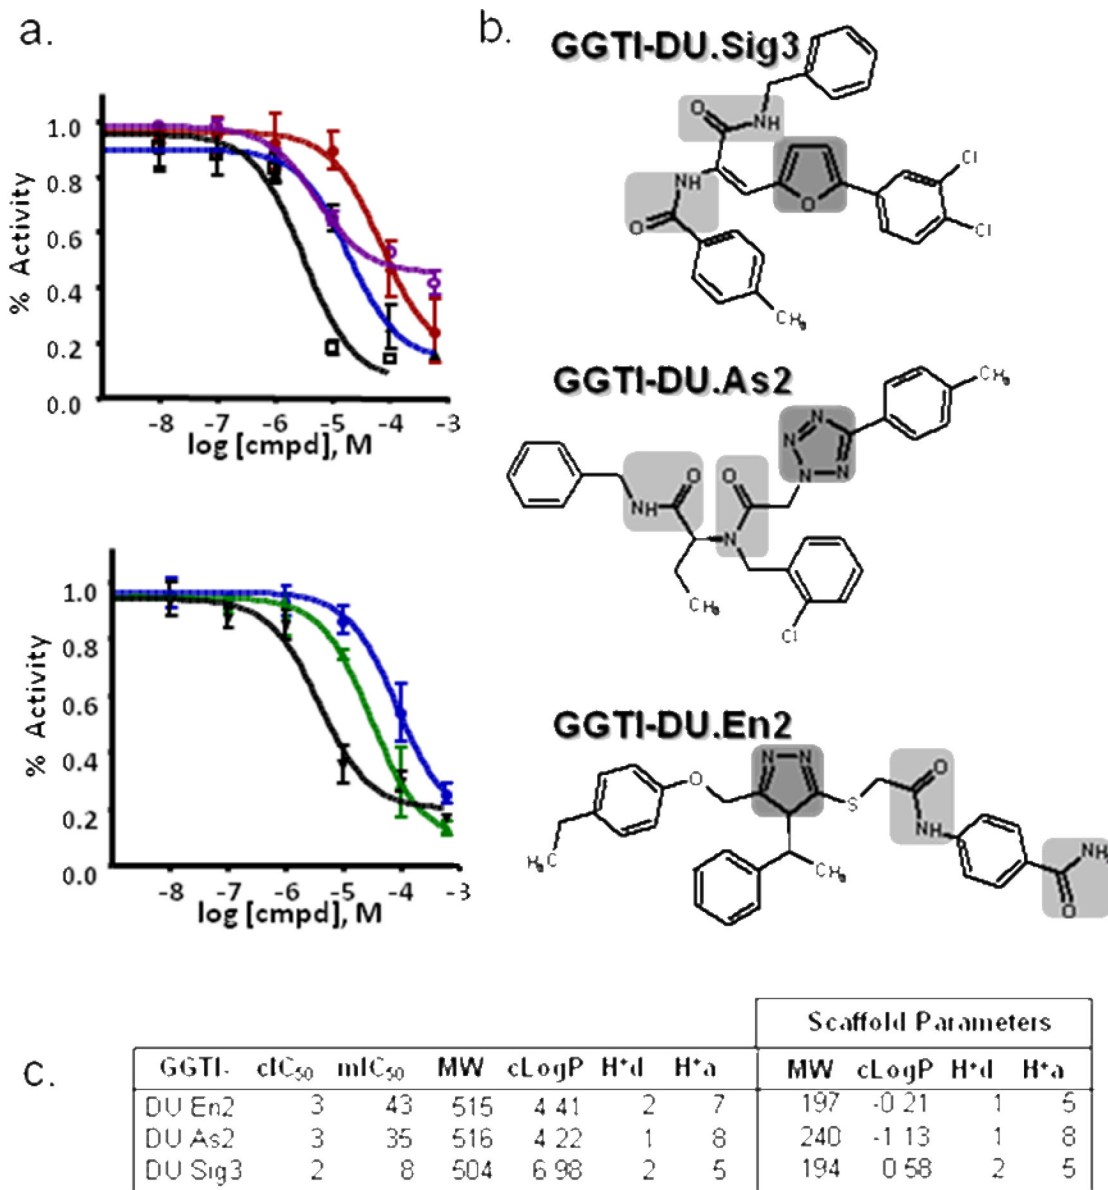 a.
1.0
0.8
0.6
0.4
0.2
0.0
% Activity
-8 -7 -6 -5 -4 -3
log [cmpd], M
1.0
0.8
0.6
0.4
0.2
0.0
% Activity
-8 -7 -6 -5 -4 -3
log [cmpd], M
b.
GGTI-DU.Sig3
O
NH
NH
O
O
Cl
Cl
CH₃
GGTI-DU.As2
CH₃
N
N
N
N
O
O
NH
N
CH₃
Cl
GGTI-DU.En2
N N
O
S
O
NH
H₃C
CH₃
NH₂
O
c.
Scaffold Parameters
GGTI- cIC₅₀ mIC₅₀ MW cLogP H⁺d H⁺a MW cLogP H⁺d H⁺a
DU En2 3 43 515 4 41 2 7 197 -0 21 1 5
DU As2 3 35 516 4 22 1 8 240 -1 13 1 8
DU Sig3 2 8 504 6 98 2 5 194 0 58 2 5